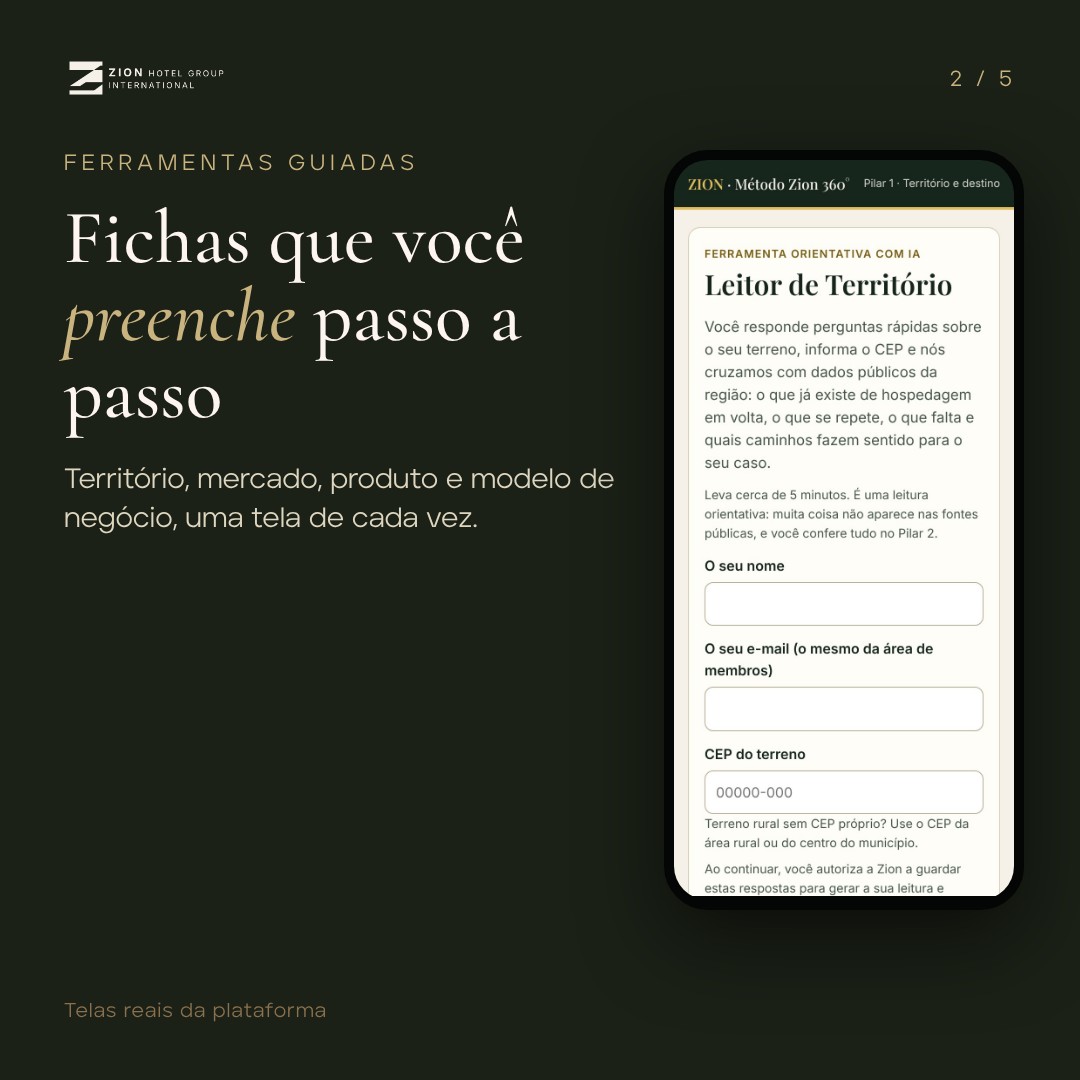 ZION HOTEL GROUP
INTERNATIONAL
2 / 5
FERRAMENTAS GUIADAS
Fichas que você
preenche passo a
passo
Território, mercado, produto e modelo de
negócio, uma tela de cada vez.
ZION · Método Zion 360° Pilar 1 · Território e destino
FERRAMENTA ORIENTATIVA COM IA
Leitor de Território
Você responde perguntas rápidas sobre
o seu terreno, informa o CEP e nós
cruzamos com dados públicos da
região: o que já existe de hospedagem
em volta, o que se repete, o que falta e
quais caminhos fazem sentido para o
seu caso.
Leva cerca de 5 minutos. É uma leitura
orientativa: muita coisa não aparece nas fontes
públicas, e você confere tudo no Pilar 2.
O seu nome
O seu e-mail (o mesmo da área de
membros)
CEP do terreno
00000-000
Terreno rural sem CEP próprio? Use o CEP da
área rural ou do centro do município.
Ao continuar, você autoriza a Zion a guardar
estas respostas para gerar a sua leitura e
Telas reais da plataforma